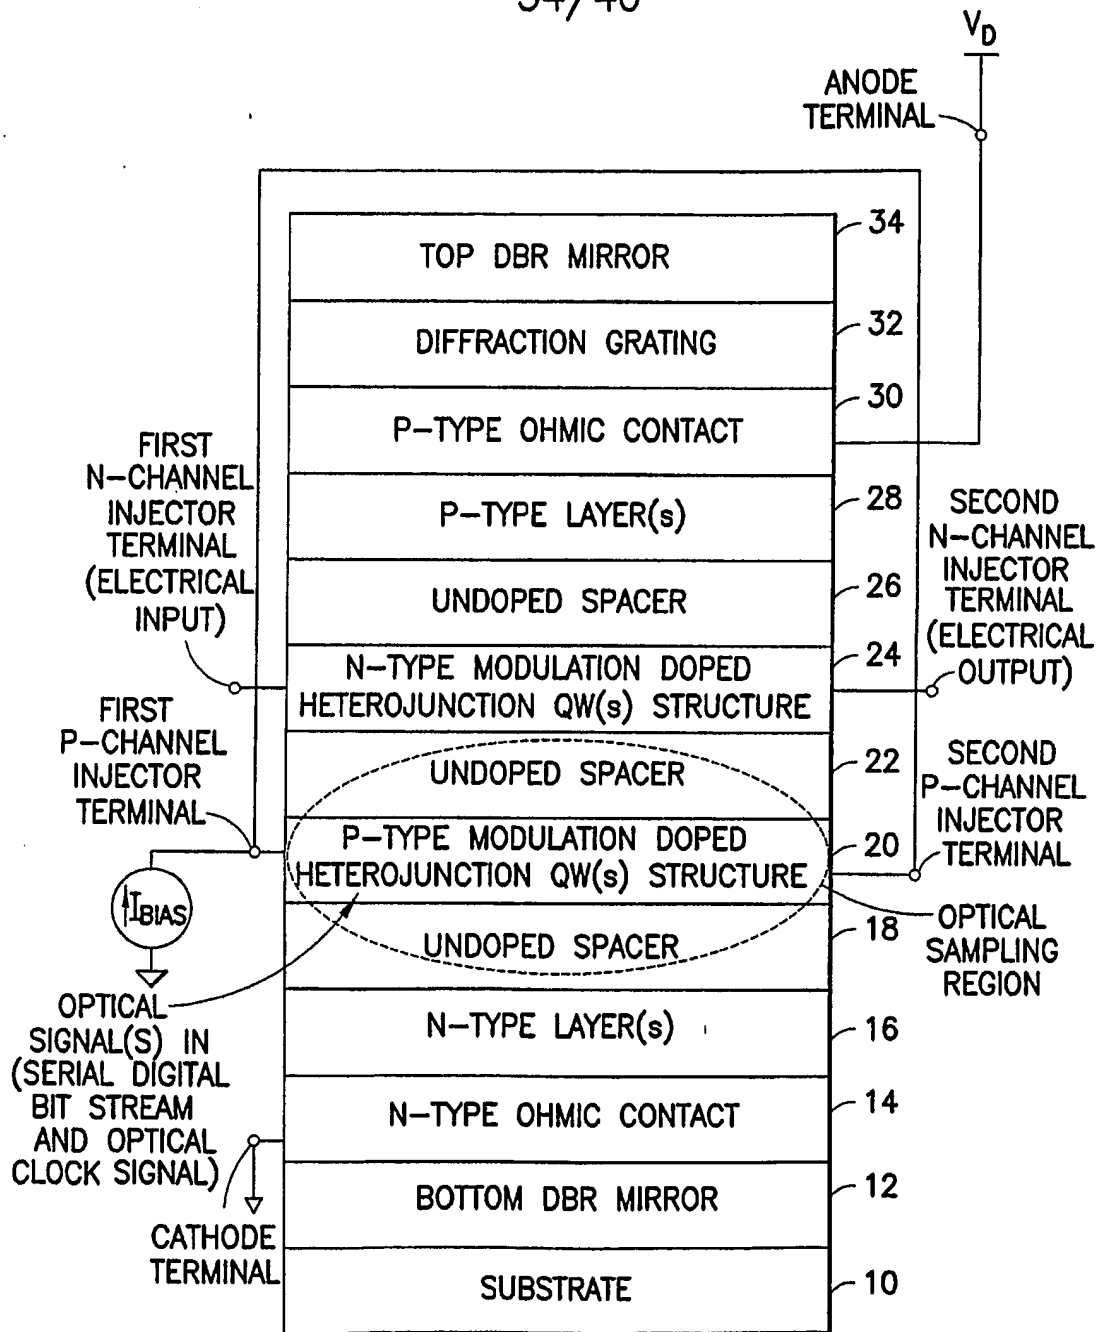 34/40
V_D
ANODE
TERMINAL
34
TOP DBR MIRROR
32
DIFFRACTION GRATING
30
P-TYPE OHMIC CONTACT
FIRST
N-CHANNEL
INJECTOR
TERMINAL
(ELECTRICAL
INPUT)
28
P-TYPE LAYER(s)
SECOND
N-CHANNEL
INJECTOR
TERMINAL
(ELECTRICAL
OUTPUT)
26
UNDOPED SPACER
24
N-TYPE MODULATION DOPED
HETEROJUNCTION QW(s) STRUCTURE
FIRST
P-CHANNEL
INJECTOR
TERMINAL
22
UNDOPED SPACER
SECOND
P-CHANNEL
INJECTOR
TERMINAL
20
P-TYPE MODULATION DOPED
HETEROJUNCTION QW(s) STRUCTURE
I_BIAS
18
UNDOPED SPACER
OPTICAL
SAMPLING
REGION
OPTICAL
SIGNAL(S) IN
(SERIAL DIGITAL
BIT STREAM
AND OPTICAL
CLOCK SIGNAL)
16
N-TYPE LAYER(s)
14
N-TYPE OHMIC CONTACT
12
BOTTOM DBR MIRROR
CATHODE
TERMINAL
10
SUBSTRATE